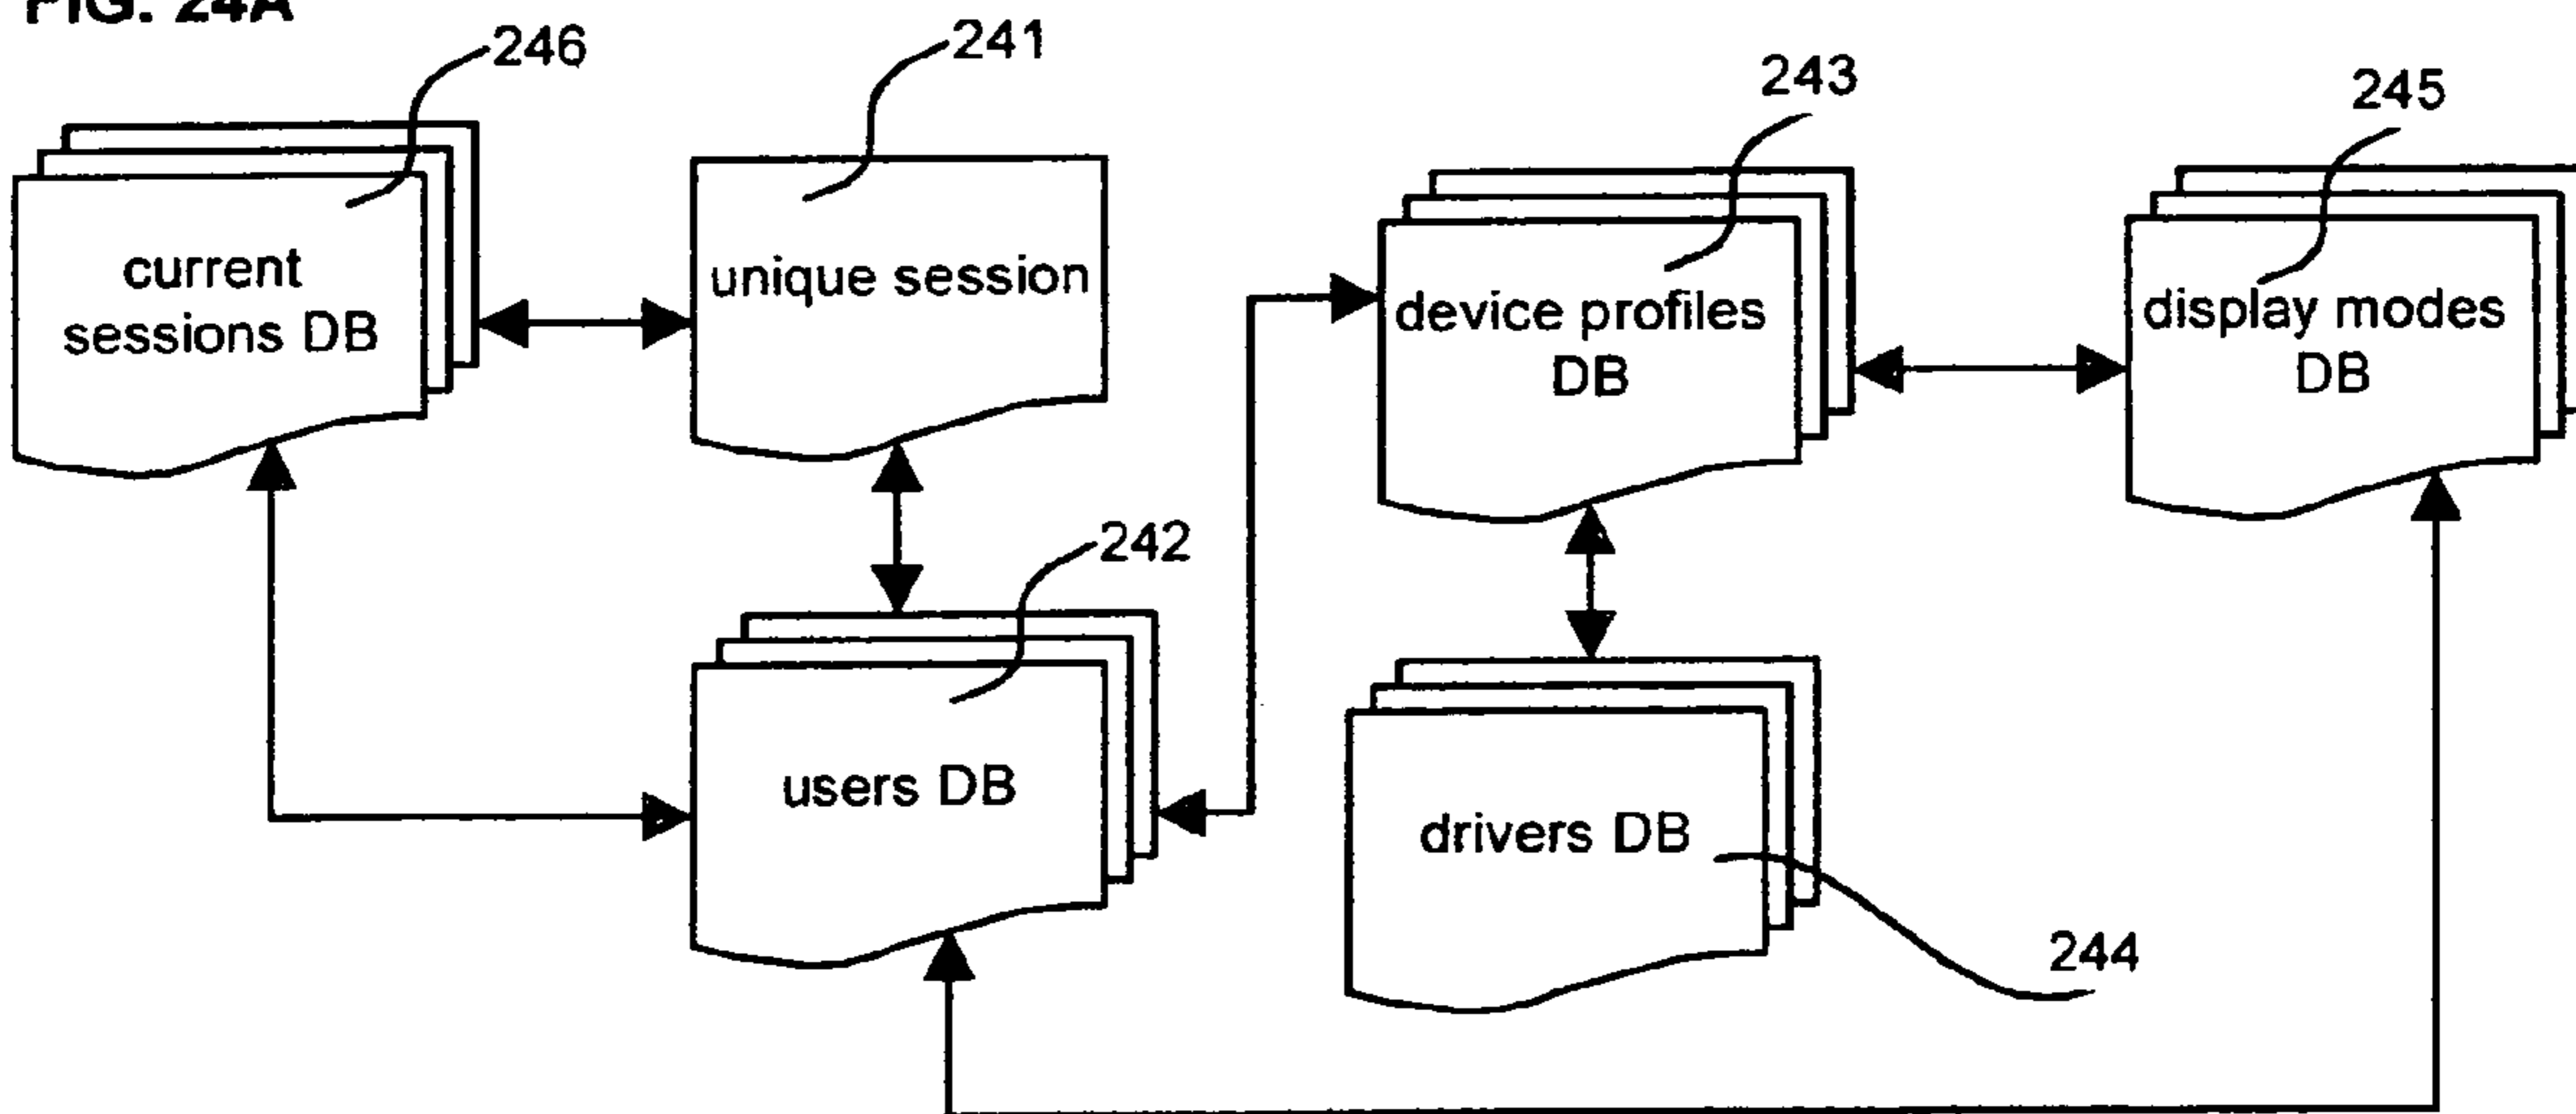 FIG. 24A
246
241
243
245
current
sessions DB
unique session
device profiles
DB
display modes
DB
242
users DB
drivers DB
244